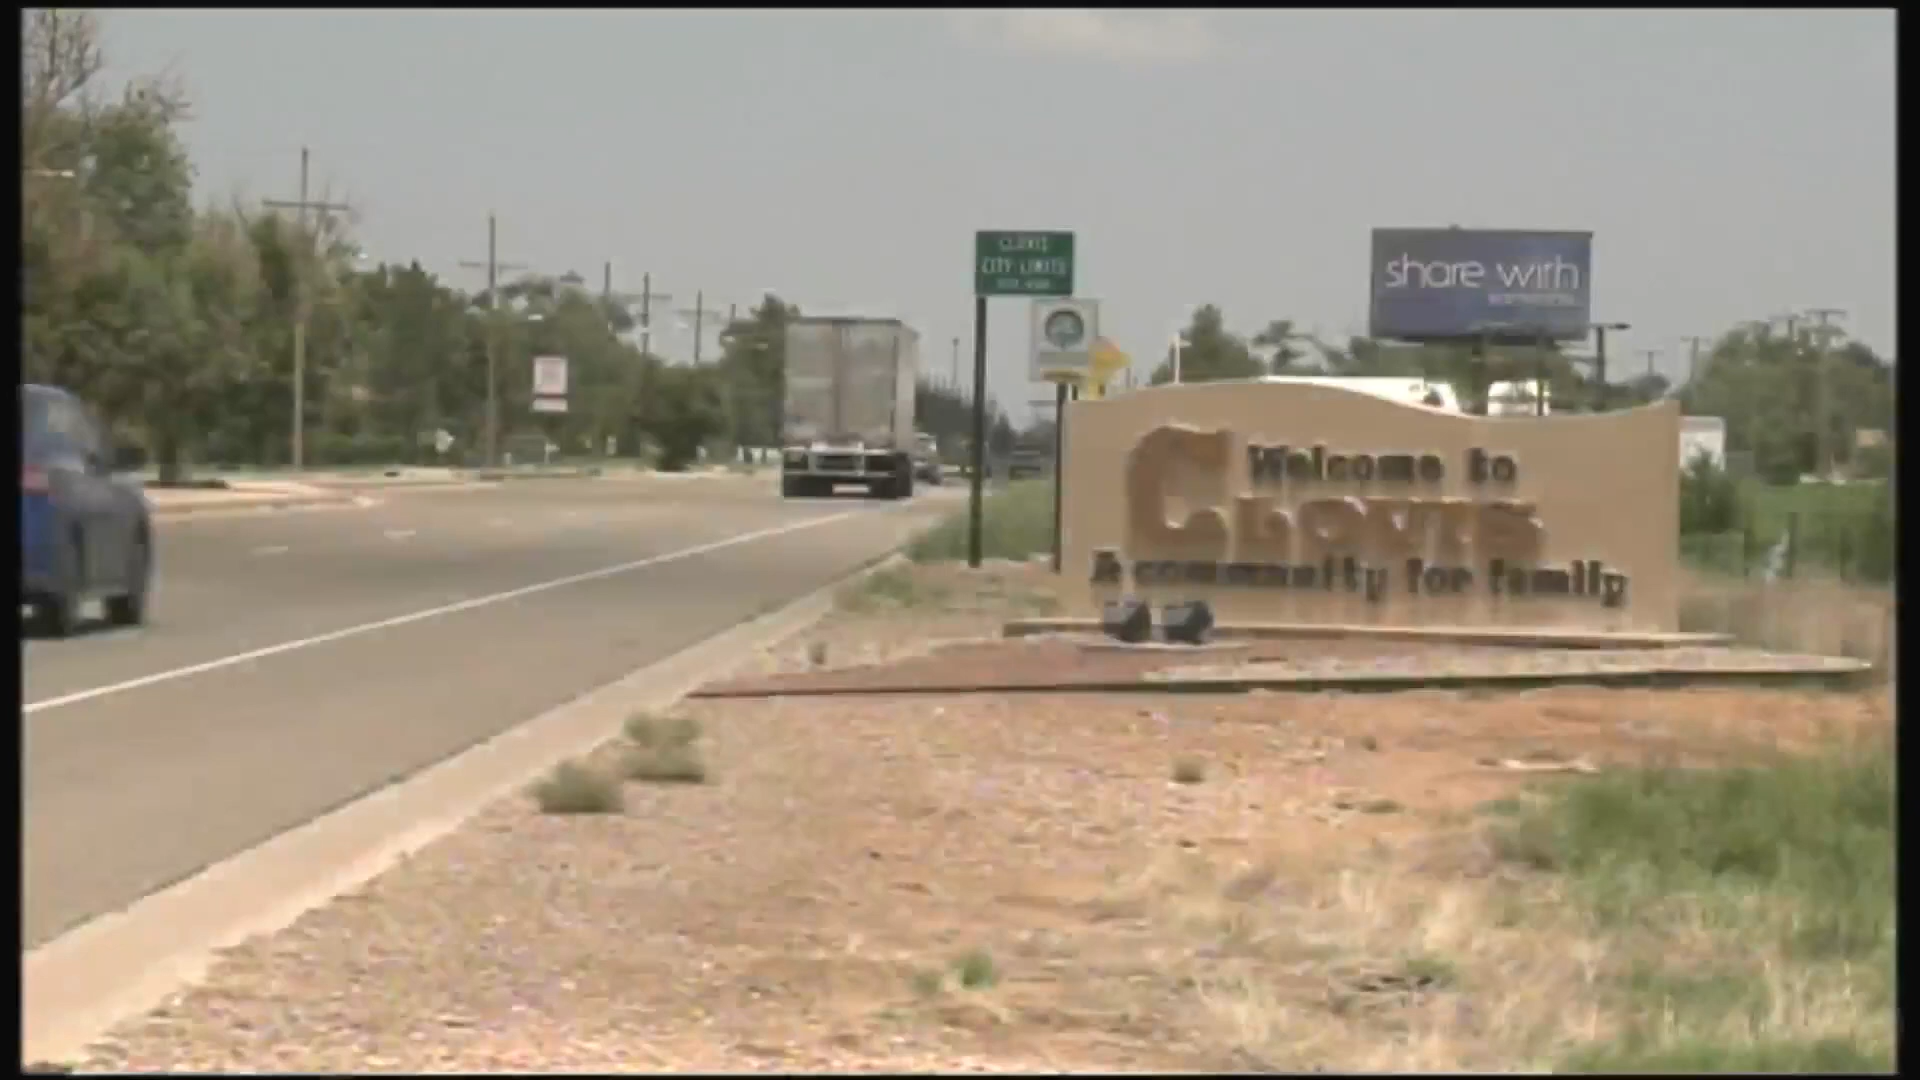 CLOVIS
CITY LIMITS
share with
Welcome to
CLOVIS
A community for family